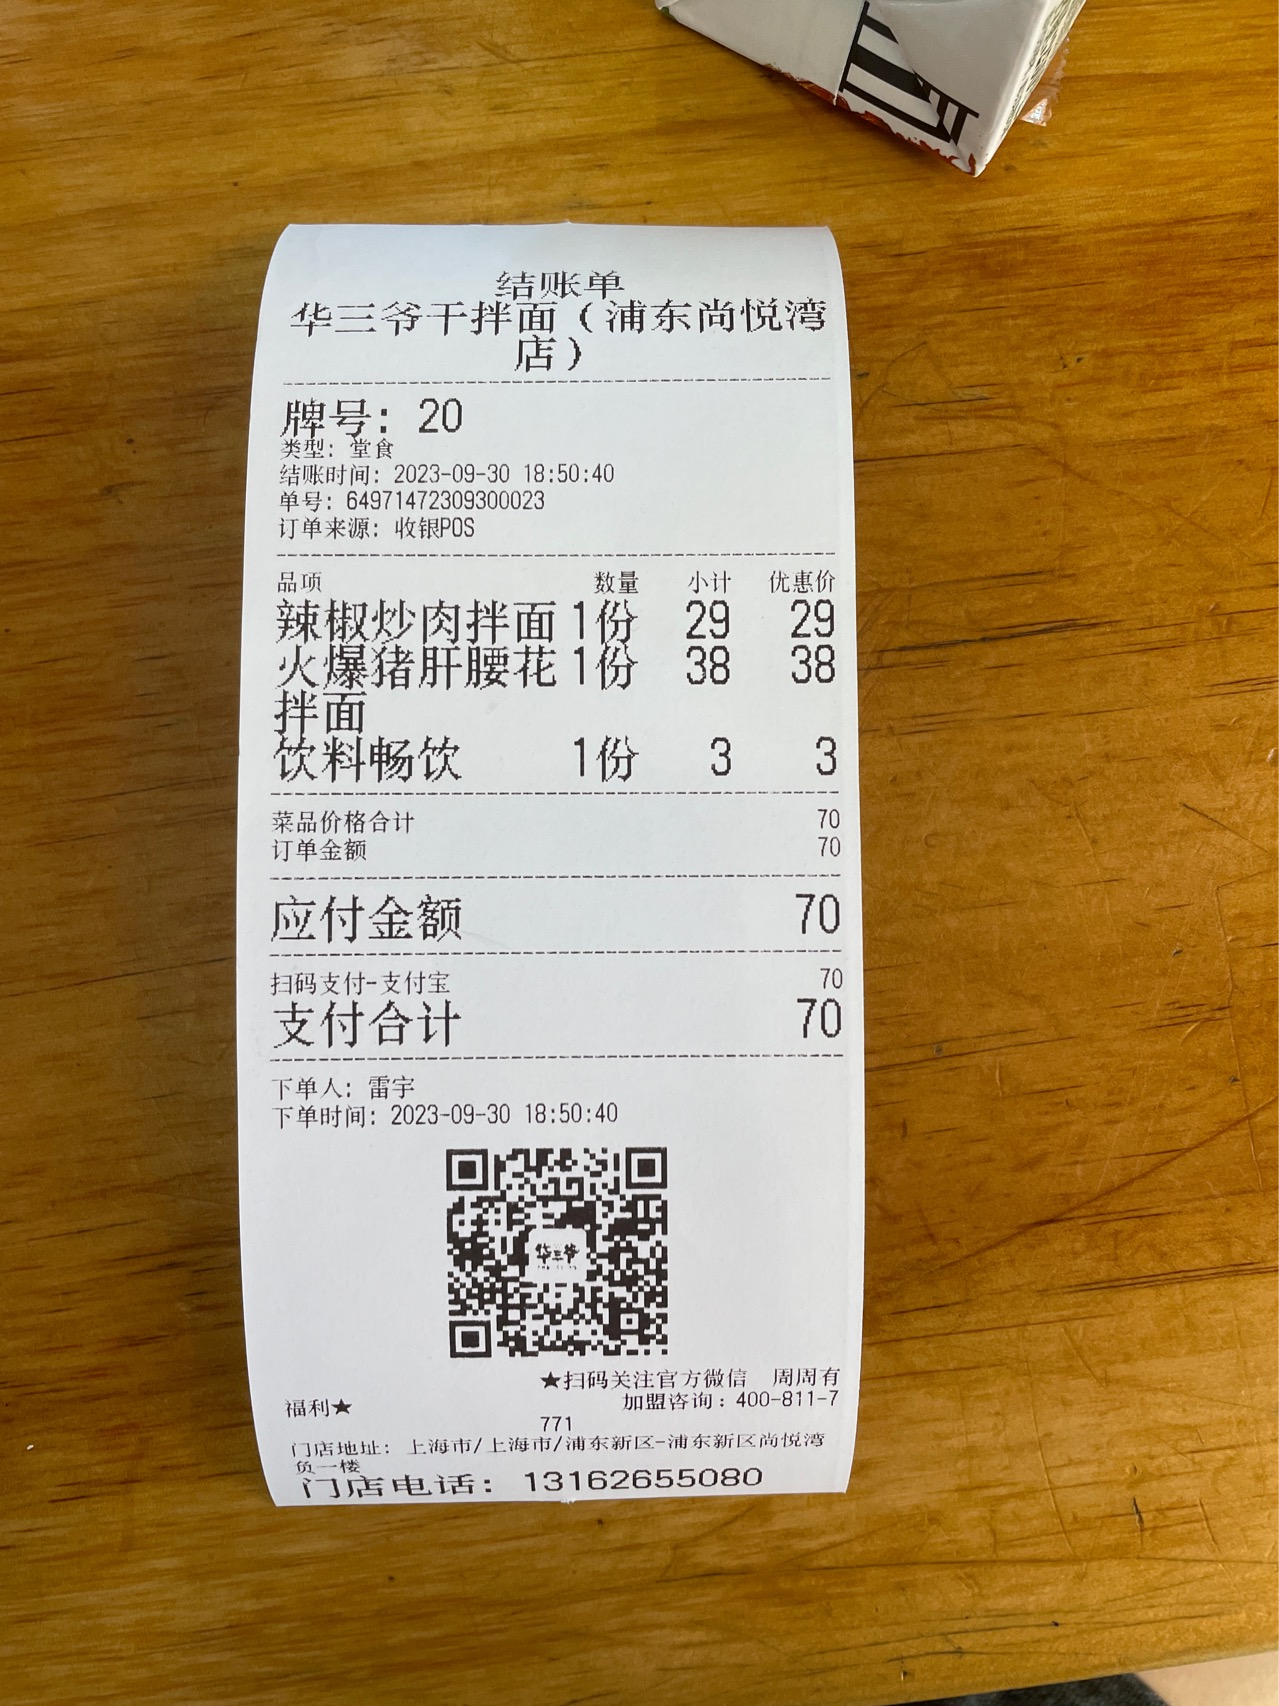 结账单
华三爷干拌面（浦东尚悦湾
店）
牌号: 20
类型: 堂食
结账时间: 2023-09-30 18:50:40
单号: 64971472309300023
订单来源: 收银POS
品项 数量 小计 优惠价
辣椒炒肉拌面 1份 29 29
火爆猪肝腰花 1份 38 38
拌面
饮料畅饮 1份 3 3
菜品价格合计 70
订单金额 70
应付金额 70
扫码支付-支付宝 70
支付合计 70
下单人: 雷宇
下单时间: 2023-09-30 18:50:40
华三爷
★扫码关注官方微信 周周有
福利★ 加盟咨询：400-811-7
771
门店地址: 上海市/上海市/浦东新区-浦东新区尚悦湾
负一楼
门店电话: 13162655080